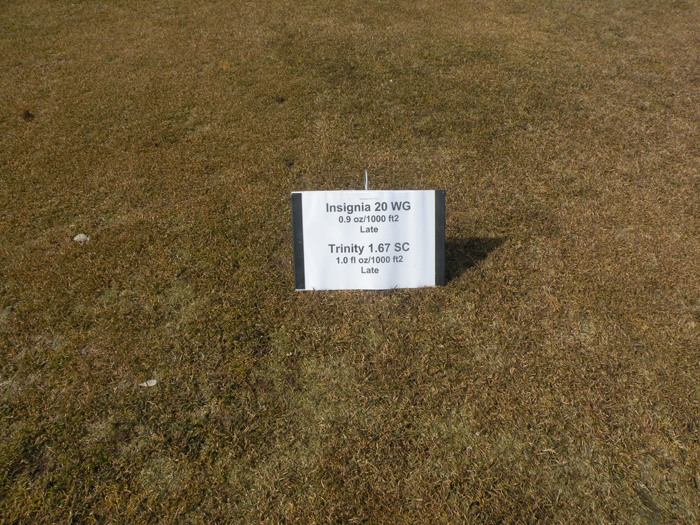 Insignia 20 WG
0.9 oz/1000 ft2
Late
Trinity 1.67 SC
1.0 fl oz/1000 ft2
Late